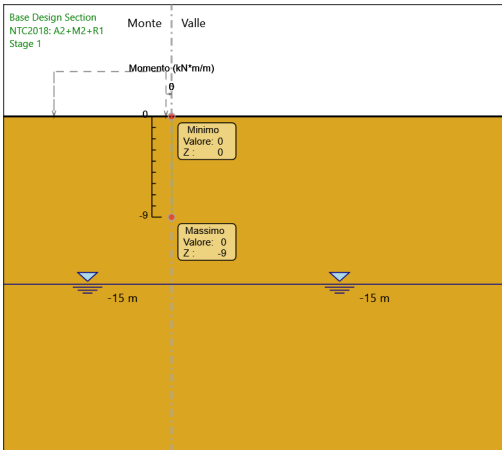 Base Design Section
NTC2018: A2+M2+R1
Stage 1
Monte Valle
Momento (kN*m/m)
0
0
Minimo
Valore: 0
Z : 0
-9
Massimo
Valore: 0
Z : -9
-15 m
-15 m